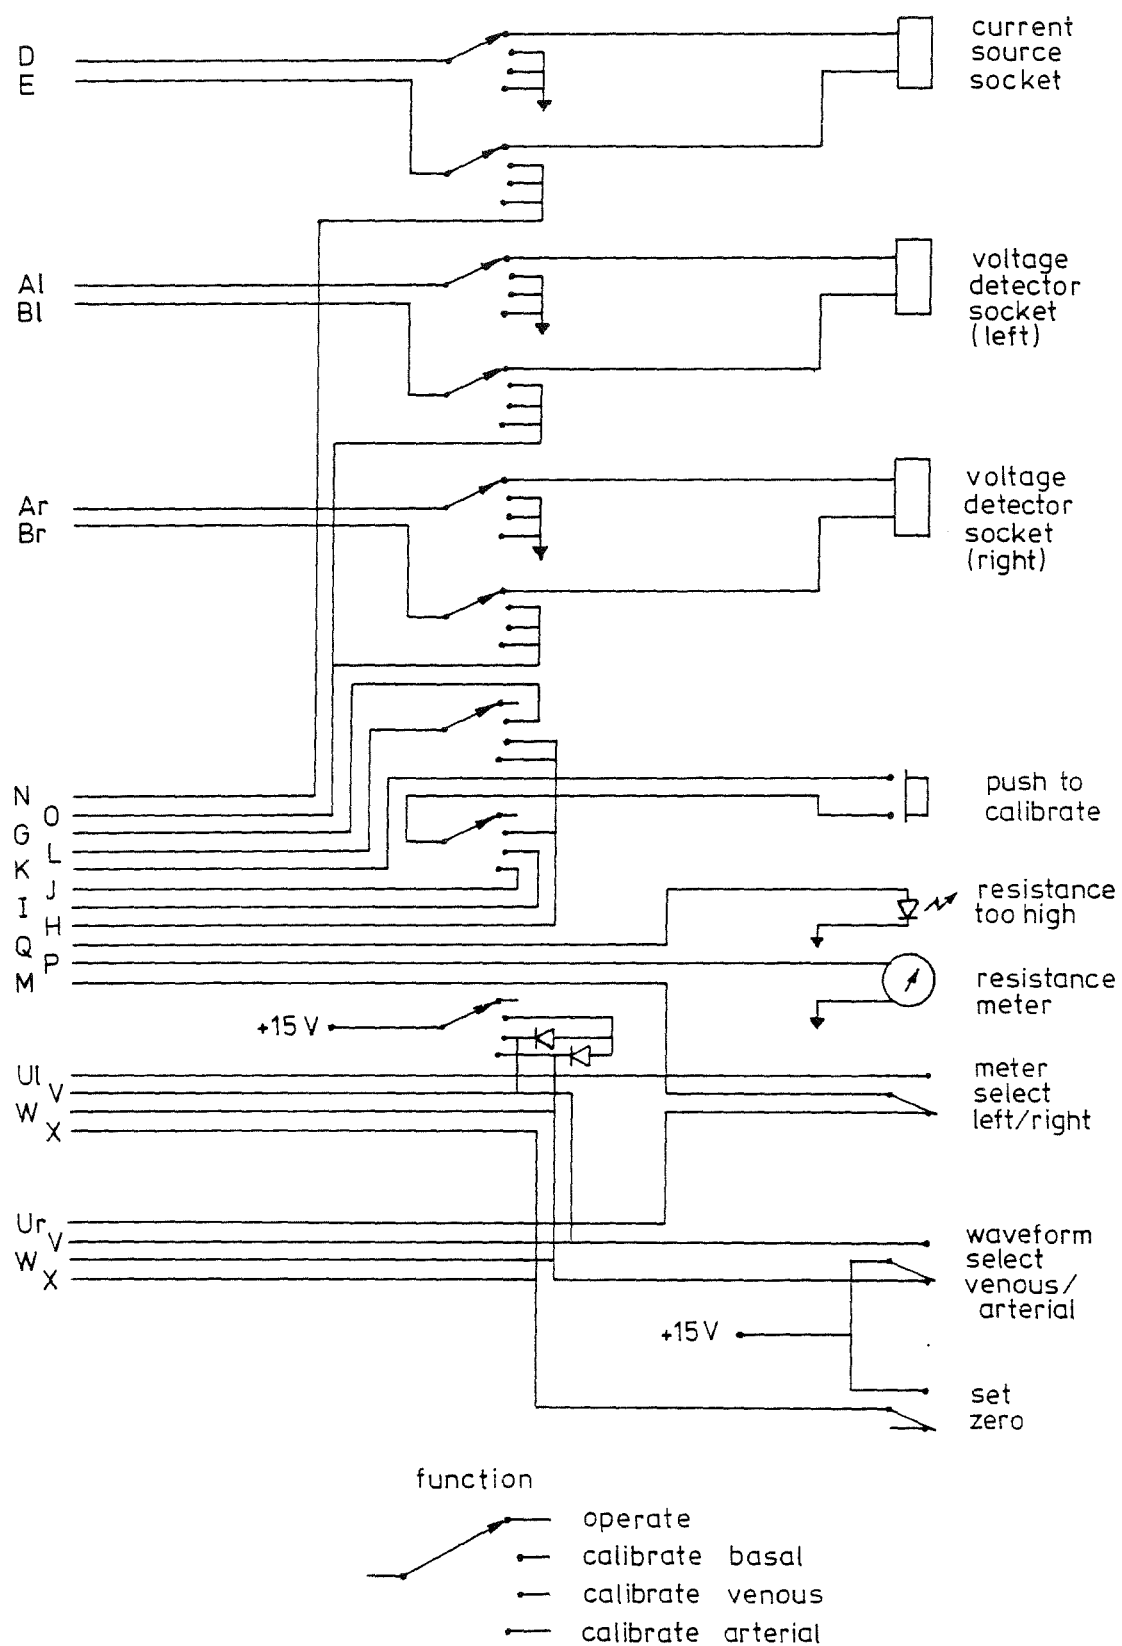 D
E
current
source
socket
Al
Bl
voltage
detector
socket
(left)
Ar
Br
voltage
detector
socket
(right)
N
O
G
L
K
J
I
H
Q
P
M
push to
calibrate
resistance
too high
resistance
meter
+15 V
Ul
V
W
X
meter
select
left/right
Ur
V
W
X
waveform
select
venous/
arterial
+15 V
set
zero
function
operate
calibrate basal
calibrate venous
calibrate arterial